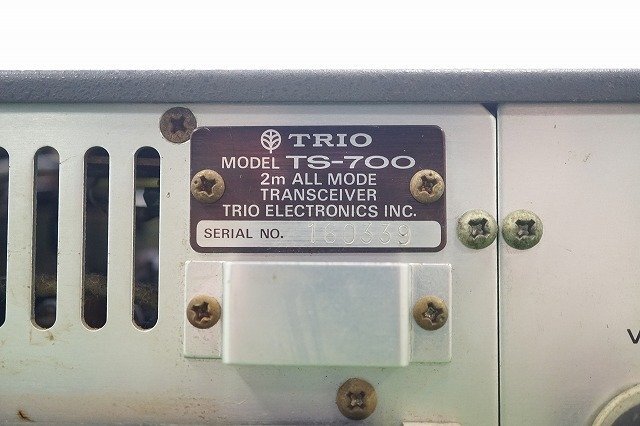 TRIO
MODEL TS-700
2m ALL MODE
TRANSCEIVER
TRIO ELECTRONICS INC.
SERIAL NO. 160339
V